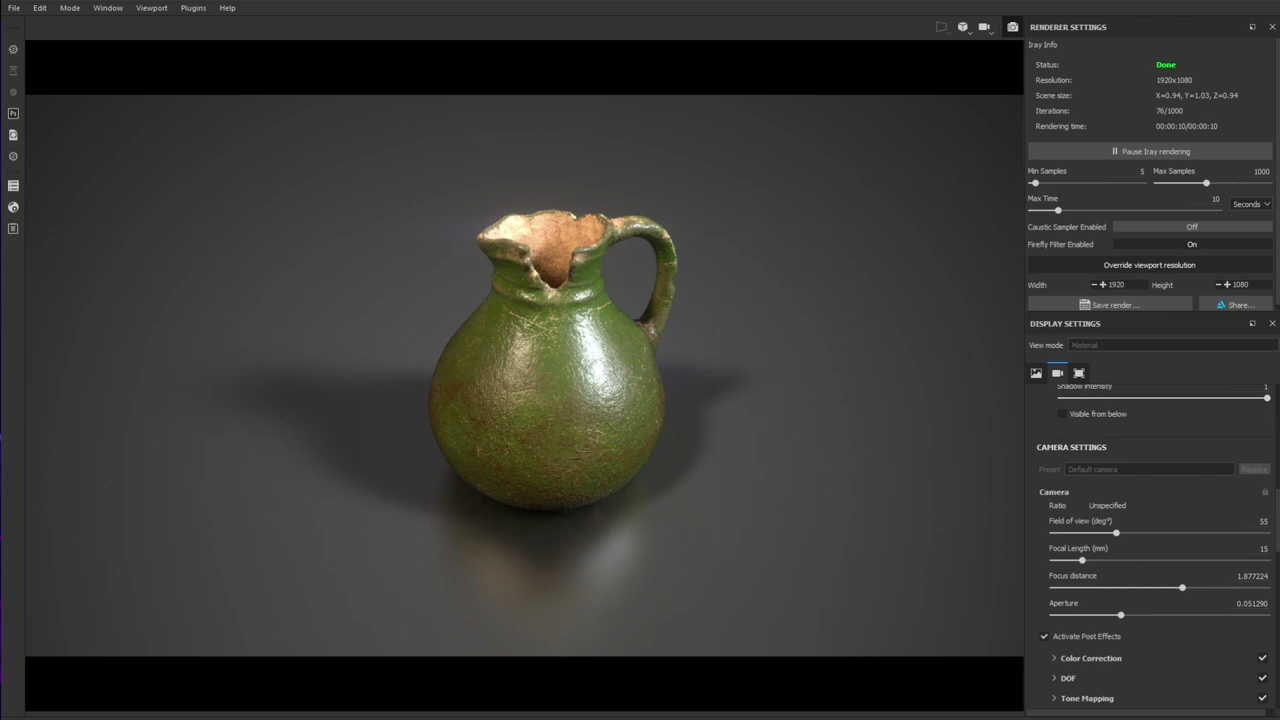 File Edit Mode Window Viewport Plugins Help
RENDERER SETTINGS
Iray Info
Status: Done
Resolution: 1920x1080
Scene size: X=0.94, Y=1.03, Z=0.94
Iterations: 76/1000
Rendering time: 00:00:10/00:00:10
Pause Iray rendering
Min Samples 5 Max Samples 1000
Max Time 10 Seconds
Caustic Sampler Enabled Off
Firefly Filter Enabled On
Override viewport resolution
Width 1920 Height 1080
Save render... Share...
DISPLAY SETTINGS
View mode Material
Shadow Intensity 1
Visible from below
CAMERA SETTINGS
Preset Default camera Restore
Camera
Ratio Unspecified
Field of view (deg°) 55
Focal Length (mm) 15
Focus distance 1.877224
Aperture 0.051290
Activate Post Effects
Color Correction
DOF
Tone Mapping
Ps